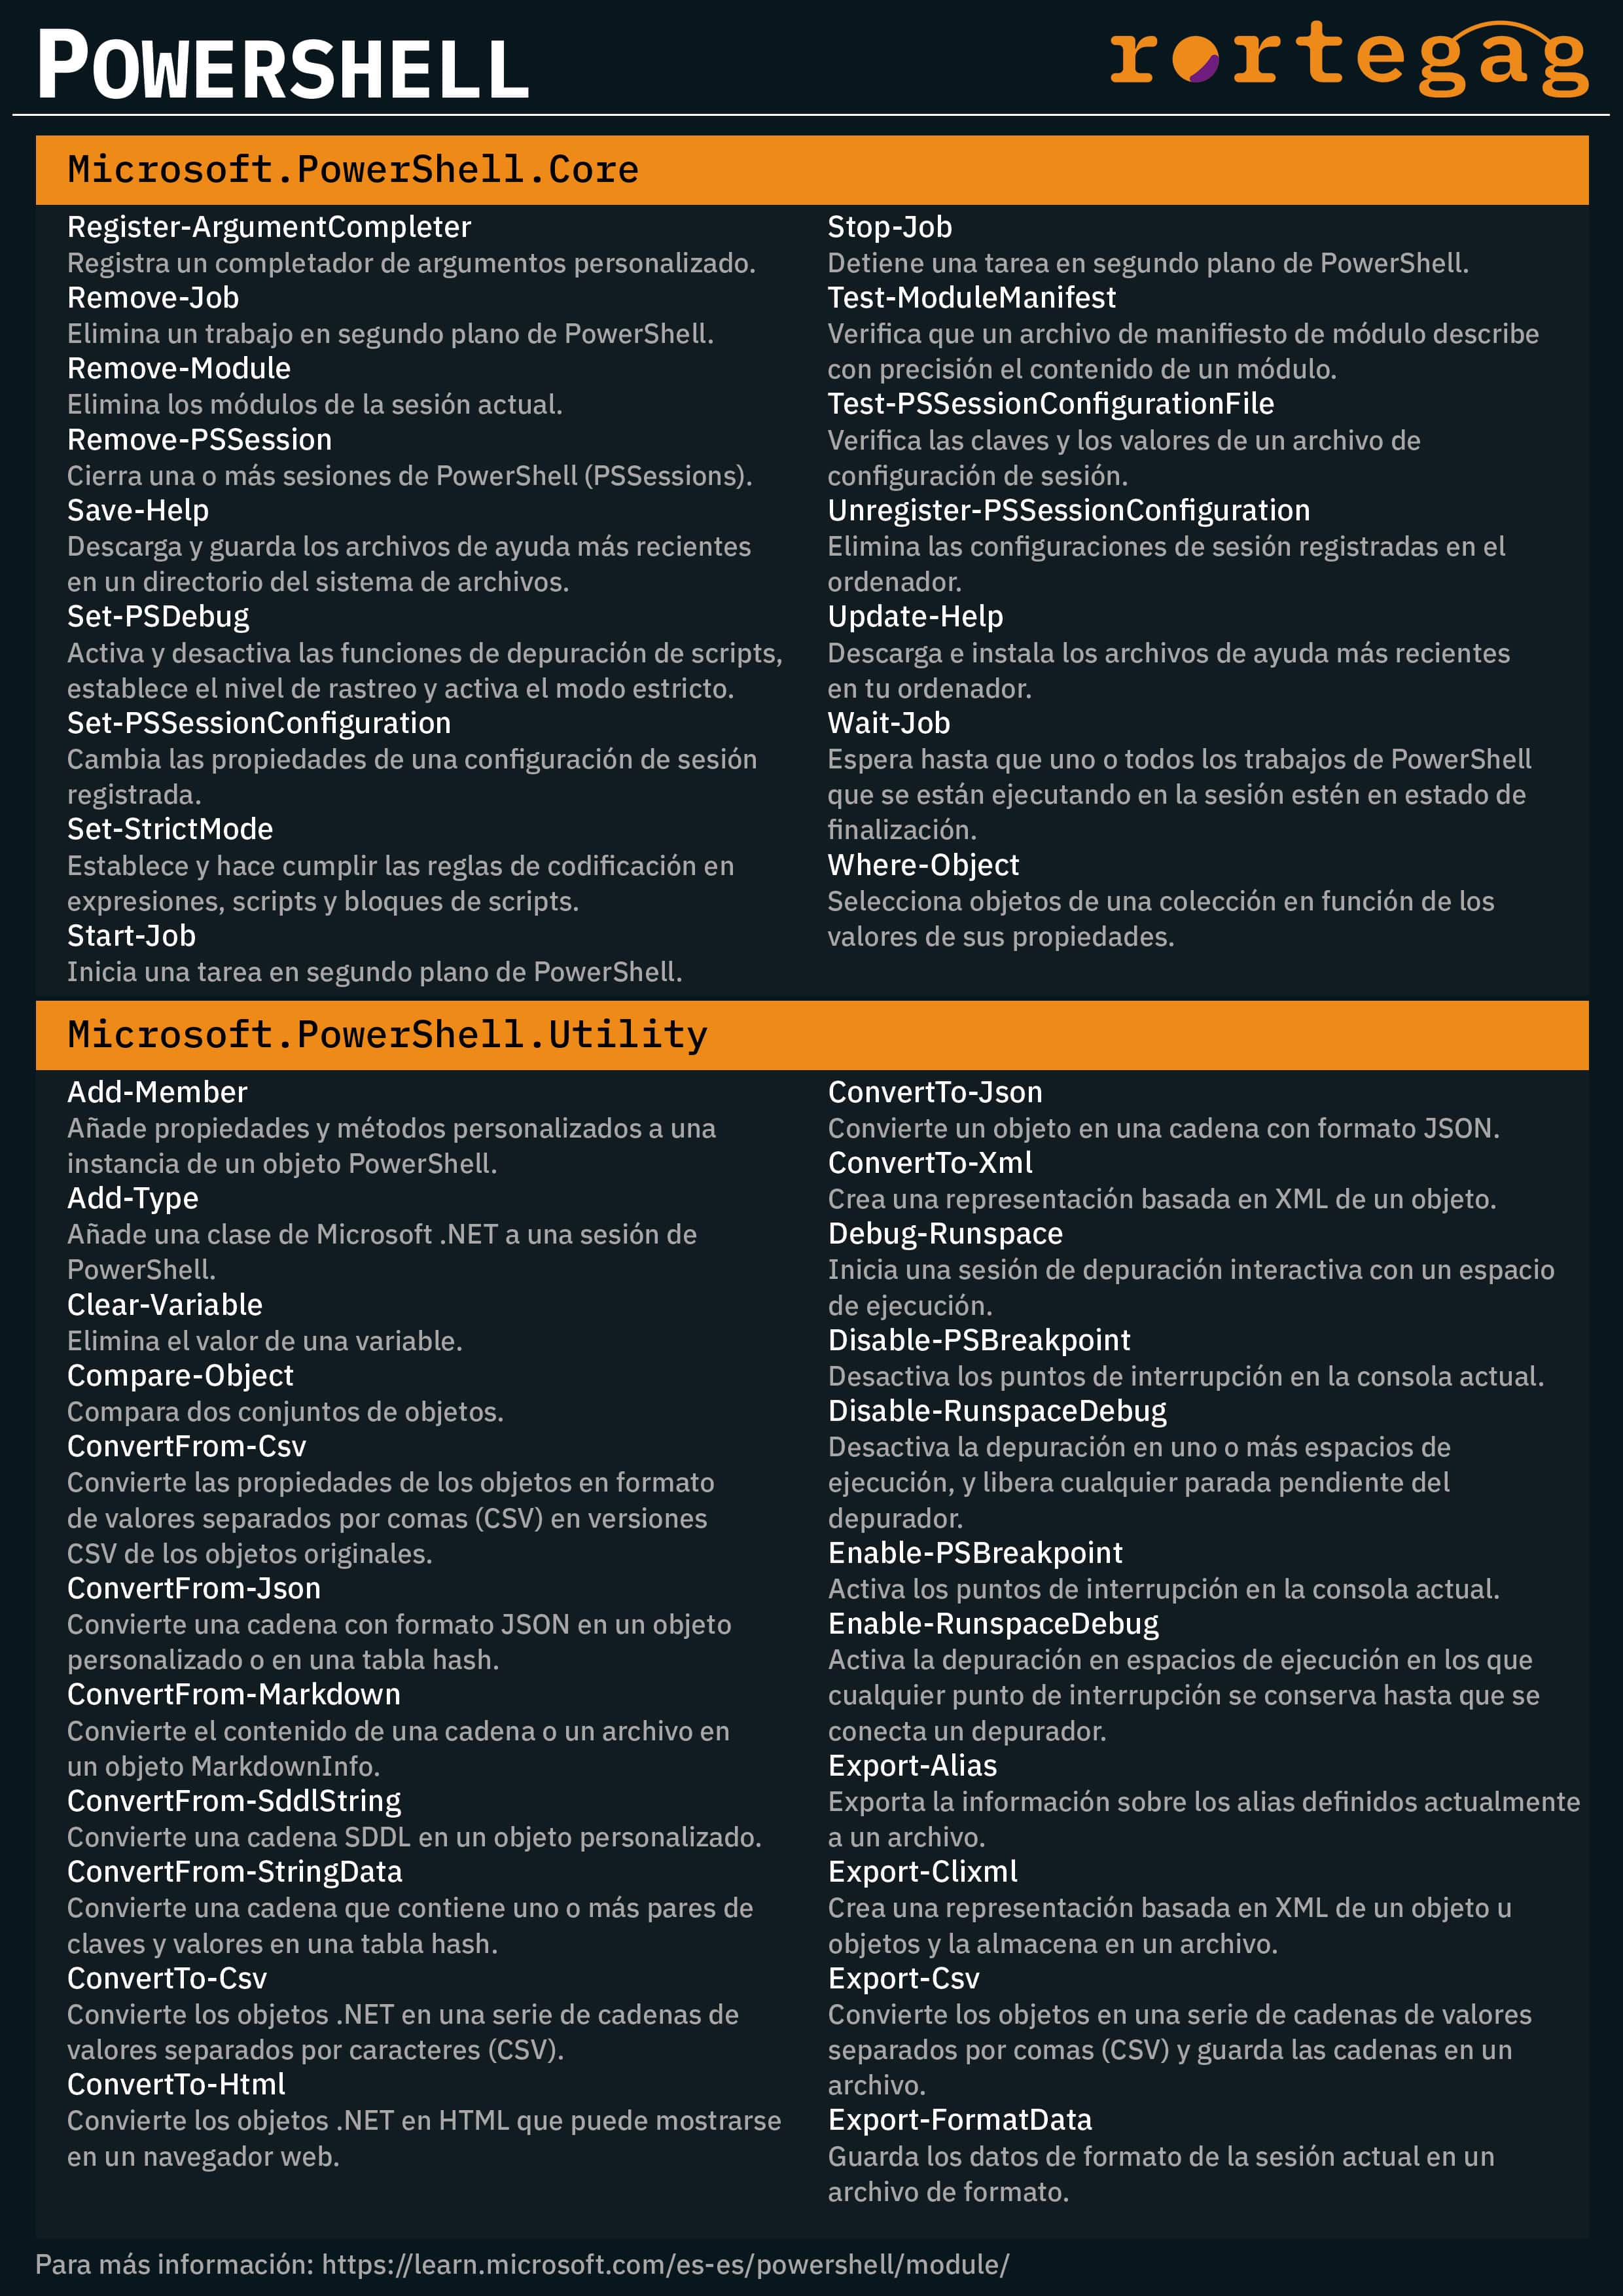 POWERSHELL
rortegag
Microsoft.PowerShell.Core
Register-ArgumentCompleter
Registra un completador de argumentos personalizado.
Remove-Job
Elimina un trabajo en segundo plano de PowerShell.
Remove-Module
Elimina los módulos de la sesión actual.
Remove-PSSession
Cierra una o más sesiones de PowerShell (PSSessions).
Save-Help
Descarga y guarda los archivos de ayuda más recientes
en un directorio del sistema de archivos.
Set-PSDebug
Activa y desactiva las funciones de depuración de scripts,
establece el nivel de rastreo y activa el modo estricto.
Set-PSSessionConfiguration
Cambia las propiedades de una configuración de sesión
registrada.
Set-StrictMode
Establece y hace cumplir las reglas de codificación en
expresiones, scripts y bloques de scripts.
Start-Job
Inicia una tarea en segundo plano de PowerShell.
Stop-Job
Detiene una tarea en segundo plano de PowerShell.
Test-ModuleManifest
Verifica que un archivo de manifiesto de módulo describe
con precisión el contenido de un módulo.
Test-PSSessionConfigurationFile
Verifica las claves y los valores de un archivo de
configuración de sesión.
Unregister-PSSessionConfiguration
Elimina las configuraciones de sesión registradas en el
ordenador.
Update-Help
Descarga e instala los archivos de ayuda más recientes
en tu ordenador.
Wait-Job
Espera hasta que uno o todos los trabajos de PowerShell
que se están ejecutando en la sesión estén en estado de
finalización.
Where-Object
Selecciona objetos de una colección en función de los
valores de sus propiedades.
Microsoft.PowerShell.Utility
Add-Member
Añade propiedades y métodos personalizados a una
instancia de un objeto PowerShell.
Add-Type
Añade una clase de Microsoft .NET a una sesión de
PowerShell.
Clear-Variable
Elimina el valor de una variable.
Compare-Object
Compara dos conjuntos de objetos.
ConvertFrom-Csv
Convierte las propiedades de los objetos en formato
de valores separados por comas (CSV) en versiones
CSV de los objetos originales.
ConvertFrom-Json
Convierte una cadena con formato JSON en un objeto
personalizado o en una tabla hash.
ConvertFrom-Markdown
Convierte el contenido de una cadena o un archivo en
un objeto MarkdownInfo.
ConvertFrom-SddlString
Convierte una cadena SDDL en un objeto personalizado.
ConvertFrom-StringData
Convierte una cadena que contiene uno o más pares de
claves y valores en una tabla hash.
ConvertTo-Csv
Convierte los objetos .NET en una serie de cadenas de
valores separados por caracteres (CSV).
ConvertTo-Html
Convierte los objetos .NET en HTML que puede mostrarse
en un navegador web.
ConvertTo-Json
Convierte un objeto en una cadena con formato JSON.
ConvertTo-Xml
Crea una representación basada en XML de un objeto.
Debug-Runspace
Inicia una sesión de depuración interactiva con un espacio
de ejecución.
Disable-PSBreakpoint
Desactiva los puntos de interrupción en la consola actual.
Disable-RunspaceDebug
Desactiva la depuración en uno o más espacios de
ejecución, y libera cualquier parada pendiente del
depurador.
Enable-PSBreakpoint
Activa los puntos de interrupción en la consola actual.
Enable-RunspaceDebug
Activa la depuración en espacios de ejecución en los que
cualquier punto de interrupción se conserva hasta que se
conecta un depurador.
Export-Alias
Exporta la información sobre los alias definidos actualmente
a un archivo.
Export-Clixml
Crea una representación basada en XML de un objeto u
objetos y la almacena en un archivo.
Export-Csv
Convierte los objetos en una serie de cadenas de valores
separados por comas (CSV) y guarda las cadenas en un
archivo.
Export-FormatData
Guarda los datos de formato de la sesión actual en un
archivo de formato.
Para más información: https://learn.microsoft.com/es-es/powershell/module/